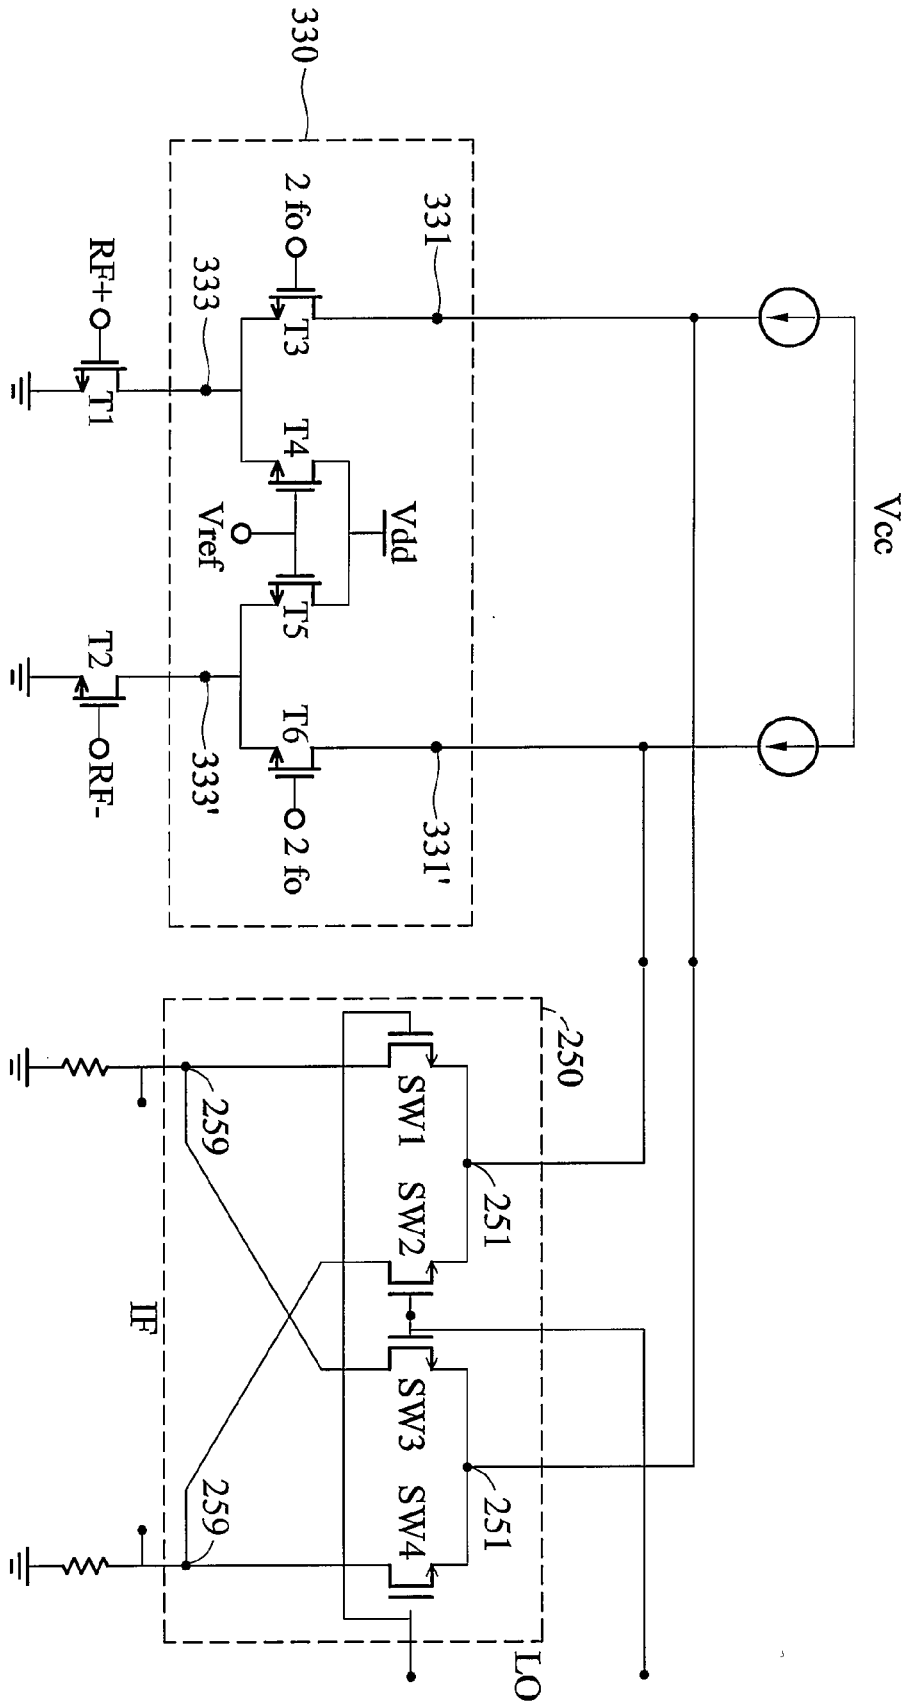 Vcc
330
331
331'
2 fo
T3
T4
Vdd
T5
T6
2 fo
Vref
333
333'
RF+
T1
T2
RF-
250
251
251
SW1
SW2
SW3
SW4
259
259
IF
LO